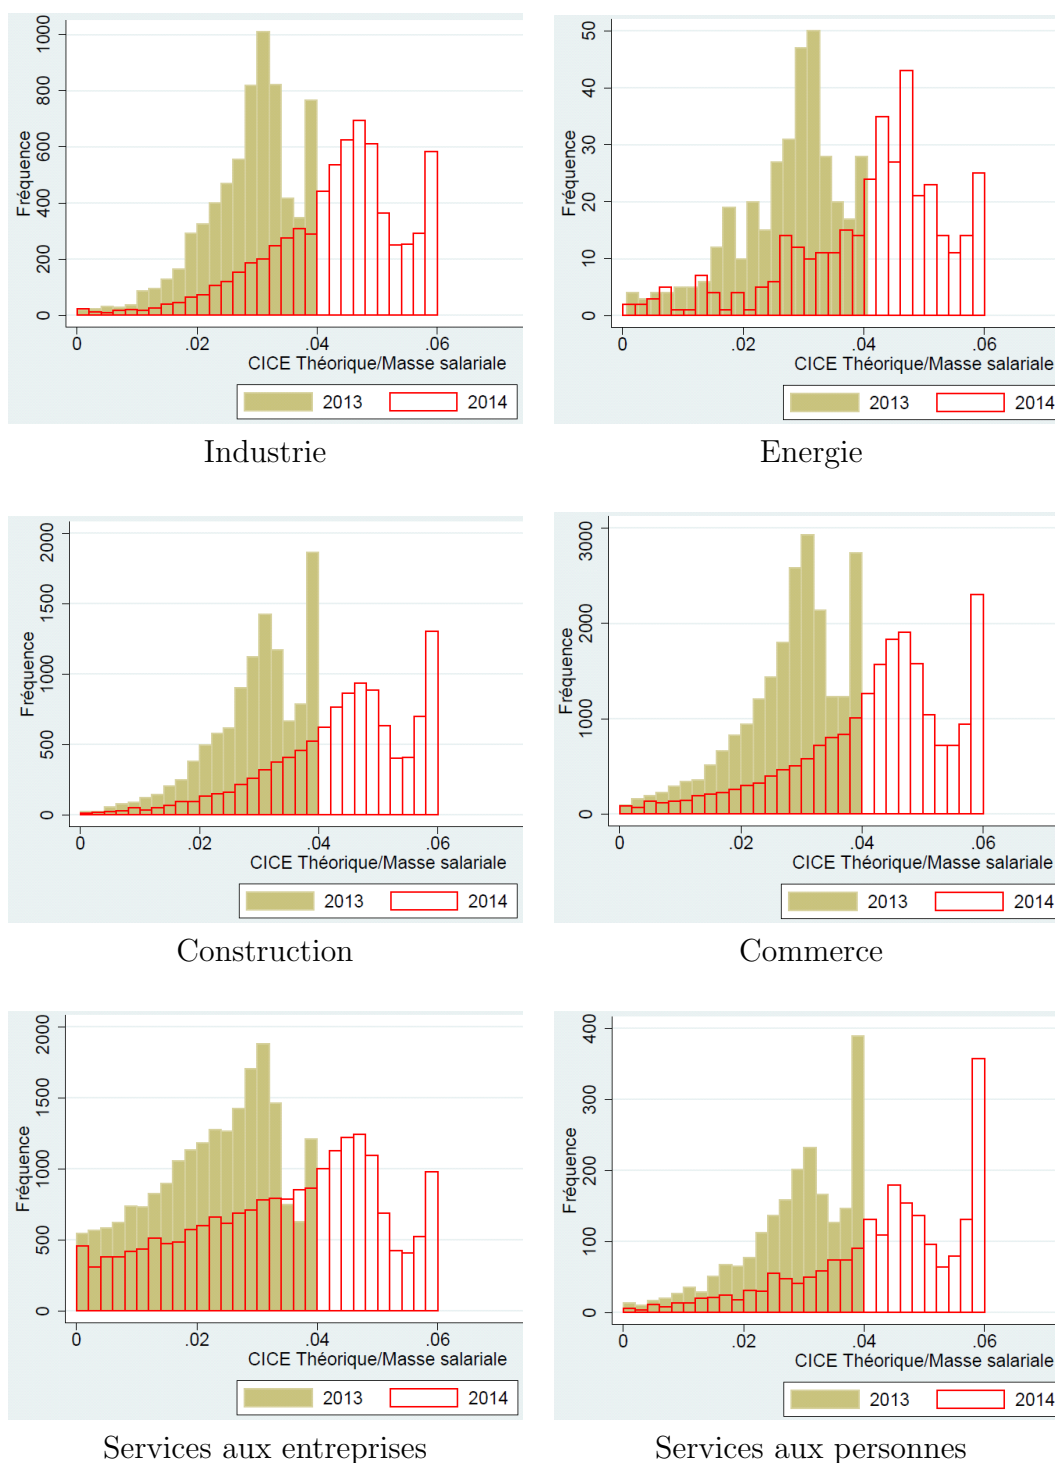 Fréquence
0 200 400 600 800 1000
0 .02 .04 .06
CICE Théorique/Masse salariale
2013 2014
Industrie
Fréquence
0 10 20 30 40 50
0 .02 .04 .06
CICE Théorique/Masse salariale
2013 2014
Energie
Fréquence
0 500 1000 1500 2000
0 .02 .04 .06
CICE Théorique/Masse salariale
2013 2014
Construction
Fréquence
0 1000 2000 3000
0 .02 .04 .06
CICE Théorique/Masse salariale
2013 2014
Commerce
Fréquence
0 500 1000 1500 2000
0 .02 .04 .06
CICE Théorique/Masse salariale
2013 2014
Services aux entreprises
Fréquence
0 100 200 300 400
0 .02 .04 .06
CICE Théorique/Masse salariale
2013 2014
Services aux personnes